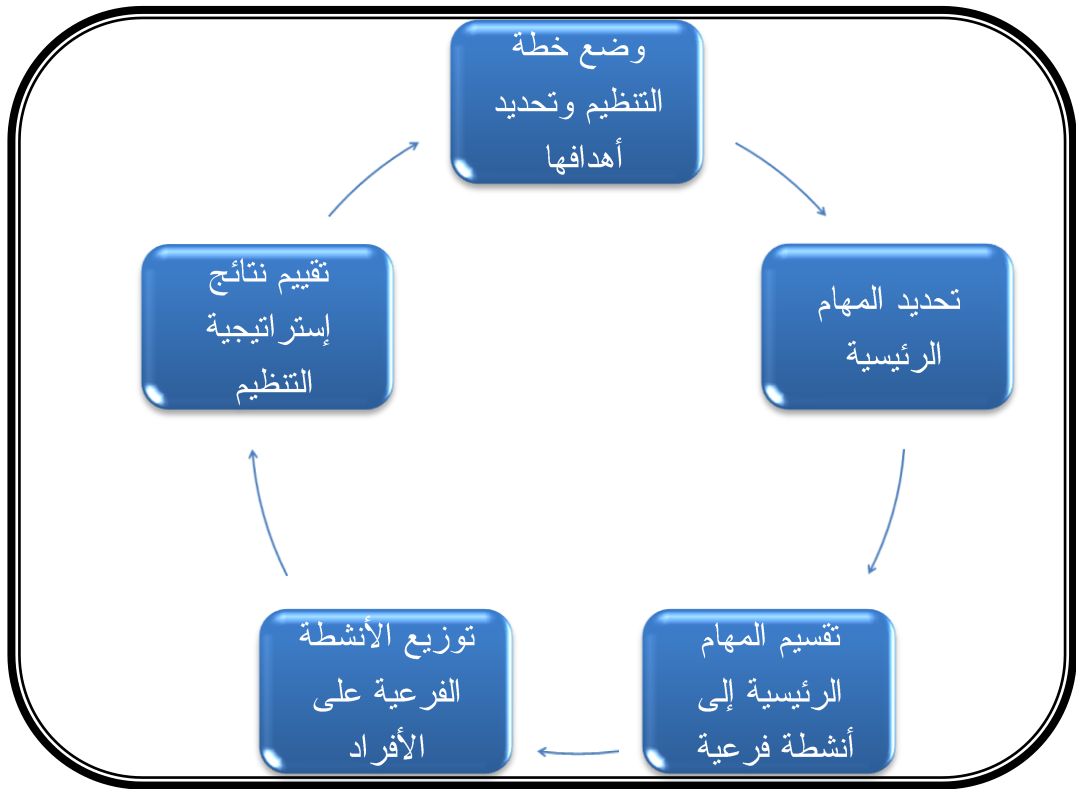 وضع خطة
التنظيم وتحديد
أهدافها
تحديد المهام
الرئيسية
تقسيم المهام
الرئيسية إلى
أنشطة فرعية
توزيع الأنشطة
الفرعية على
الأفراد
تقييم نتائج
إستراتيجية
التنظيم